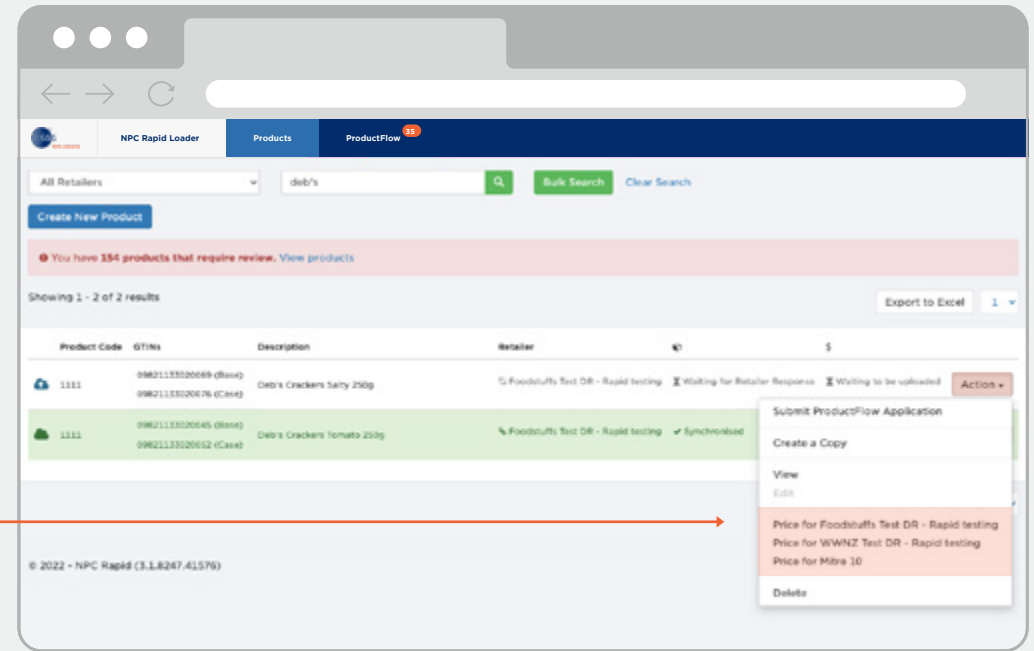 NPC Rapid Loader Products ProductFlow 35
All Retailers deb's Bulk Search Clear Search
Create New Product
You have 154 products that require review. View products
Showing 1 - 2 of 2 results
Export to Excel 1
Product Code GTINs Description Retailer $
1111 09821133020069 (Base) Deb's Crackers Salty 250g Foodstuffs Test DR - Rapid testing Waiting for Retailer Response Waiting to be uploaded Action
09821133020076 (Case)
1111 09821133020045 (Base) Deb's Crackers Tomato 250g Foodstuffs Test DR - Rapid testing Synchronised
09821133020052 (Case)
Submit ProductFlow Application
Create a Copy
View
Edit
Price for Foodstuffs Test DR - Rapid testing
Price for WWNZ Test DR - Rapid testing
Price for Mitre 10
Delete
© 2022 - NPC Rapid (3.1.8247.41576)